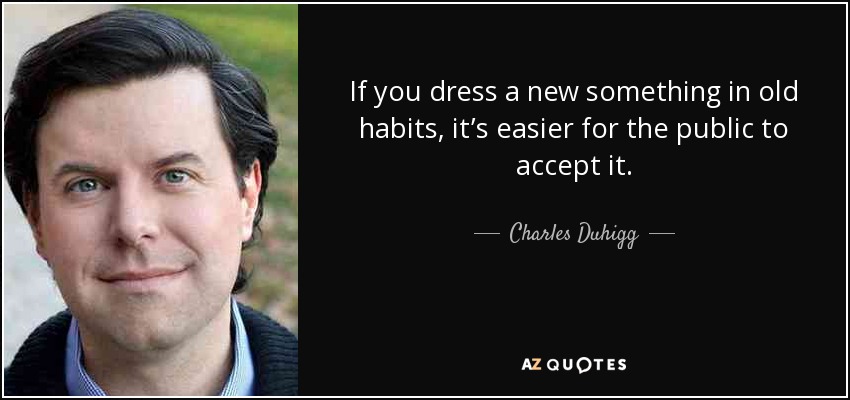 If you dress a new something in old
habits, it’s easier for the public to
accept it.
Charles Duhigg
AZ QUOTES